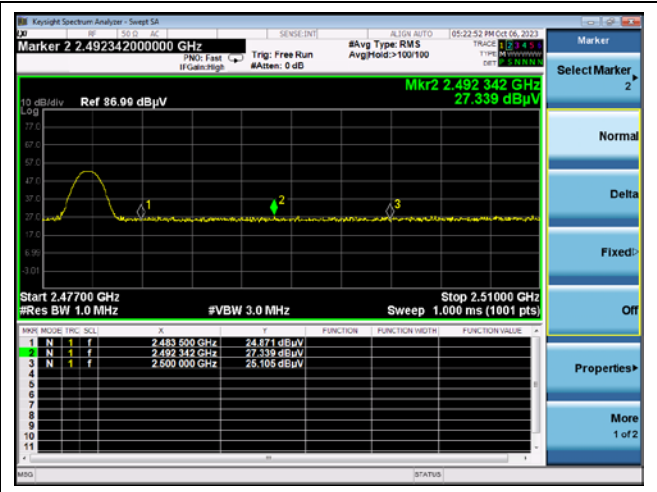 Keysight Spectrum Analyzer - Swept SA
RF 50 Ω AC SENSE:INT ALIGN AUTO 05:22:52 PM Oct 06, 2023
Marker 2 2.492342000000 GHz
PNO: Fast
IFGain:High
Trig: Free Run
#Atten: 0 dB
#Avg Type: RMS
Avg|Hold:>100/100
TRACE 1 2 3 4 5 6
TYPE
DET P S N N N N
Mkr2 2.492 342 GHz
27.339 dBµV
10 dB/div Ref 86.99 dBµV
Log
77.0
67.0
57.0
47.0
37.0
27.0
17.0
6.99
-3.01
1
2
3
Start 2.47700 GHz Stop 2.51000 GHz
#Res BW 1.0 MHz #VBW 3.0 MHz Sweep 1.000 ms (1001 pts)
MKR MODE TRC SCL X Y FUNCTION FUNCTION WIDTH FUNCTION VALUE
1 N 1 f 2.483 500 GHz 24.871 dBµV
2 N 1 f 2.492 342 GHz 27.339 dBµV
3 N 1 f 2.500 000 GHz 25.105 dBµV
4
5
6
7
8
9
10
11
MSG STATUS
Marker
Select Marker
2
Normal
Delta
Fixed
Off
Properties
More
1 of 2